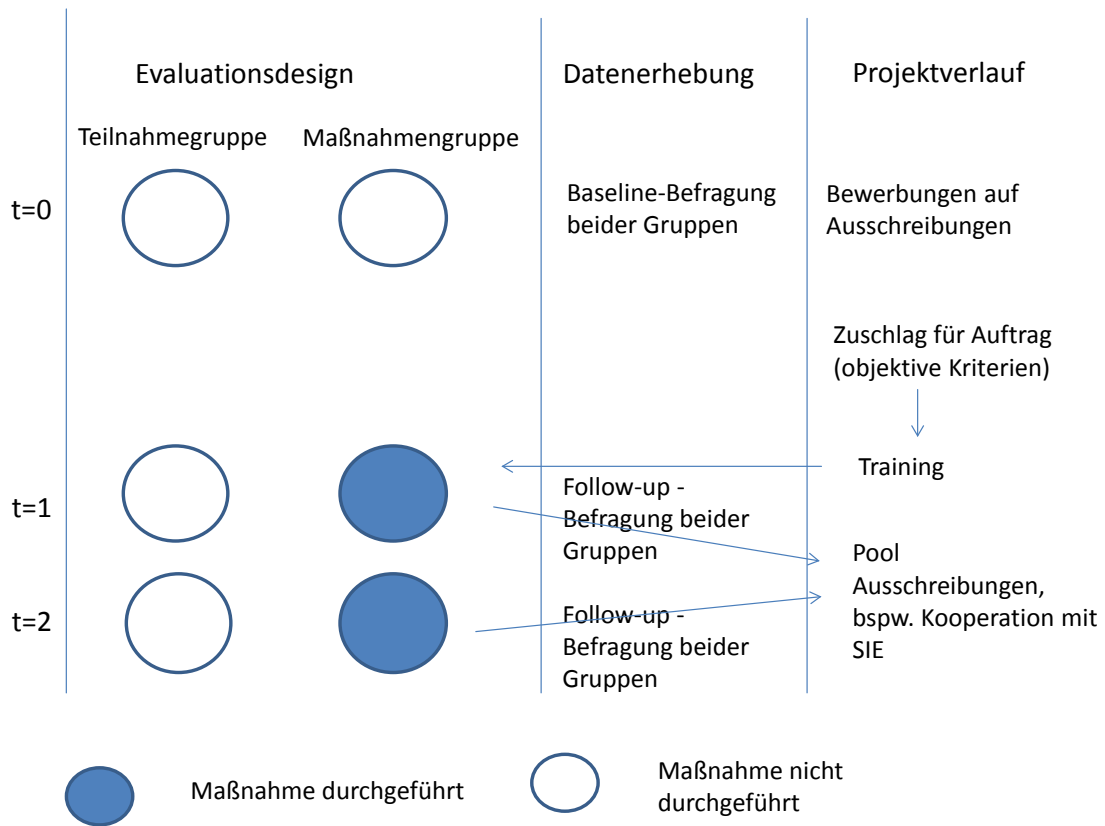 Evaluationsdesign
Datenerhebung
Projektverlauf
Teilnahmegruppe
Maßnahmengruppe
t=0
Baseline-Befragung
beider Gruppen
Bewerbungen auf
Ausschreibungen
Zuschlag für Auftrag
(objektive Kriterien)
Training
t=1
Follow-up -
Befragung beider
Gruppen
Pool
Ausschreibungen,
bspw. Kooperation mit
SIE
t=2
Follow-up -
Befragung beider
Gruppen
Maßnahme durchgeführt
Maßnahme nicht
durchgeführt